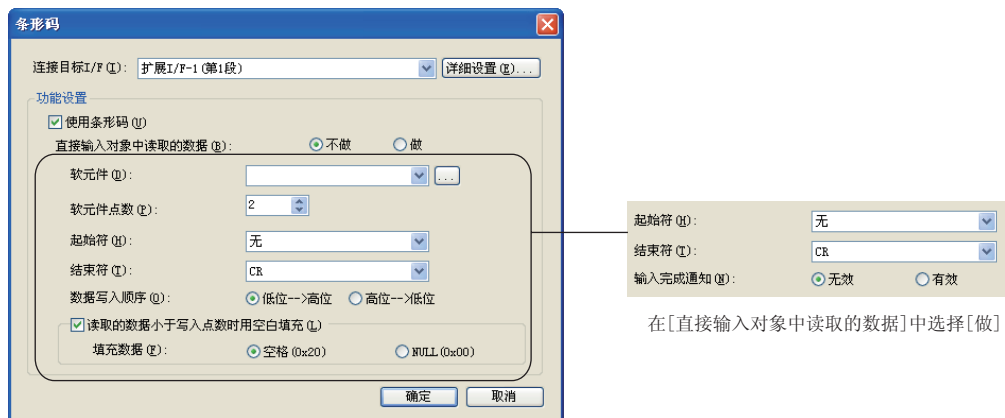 条形码
连接目标I/F(I): 扩展I/F-1(第1段) 详细设置(E)...
功能设置
使用条形码(U)
直接输入对象中读取的数据(B): 不做 做
软元件(D): ...
软元件点数(P): 2
起始符(H): 无
结束符(T): CR
数据写入顺序(O): 低位-->高位 高位-->低位
读取的数据小于写入点数时用空白填充(L)
填充数据(F): 空格(0x20) NULL(0x00)
确定 取消
起始符(H): 无
结束符(T): CR
输入完成通知(N): 无效 有效
在[直接输入对象中读取的数据]中选择[做]